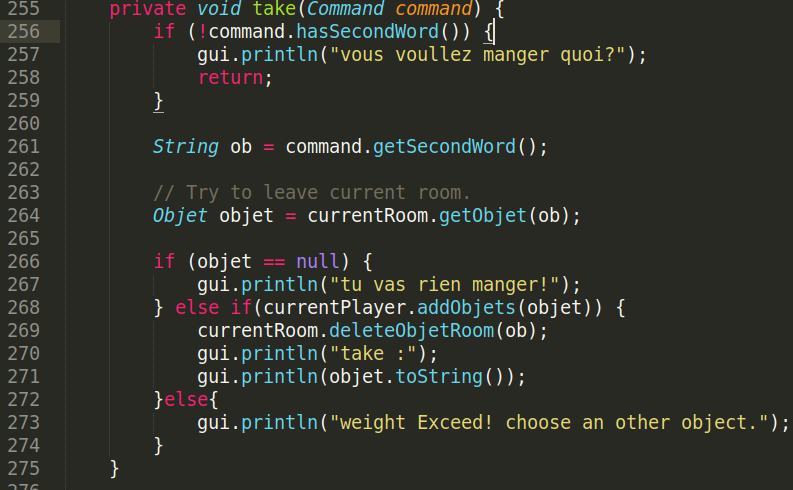 255 private void take(Command command) {
256 if (!command.hasSecondWord()) {
257 gui.println("vous voullez manger quoi?");
258 return;
259 }
260
261 String ob = command.getSecondWord();
262
263 // Try to leave current room.
264 Objet objet = currentRoom.getObjet(ob);
265
266 if (objet == null) {
267 gui.println("tu vas rien manger!");
268 } else if(currentPlayer.addObjets(objet)) {
269 currentRoom.deleteObjetRoom(ob);
270 gui.println("take :");
271 gui.println(objet.toString());
272 }else{
273 gui.println("weight Exceed! choose an other object.");
274 }
275 }
276